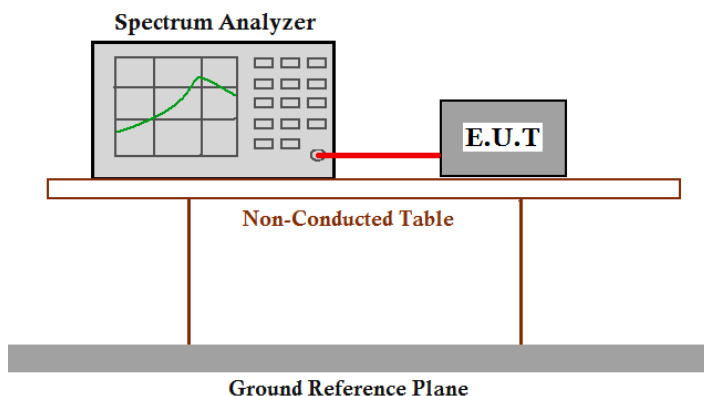 Spectrum Analyzer
E.U.T
Non-Conducted Table
Ground Reference Plane